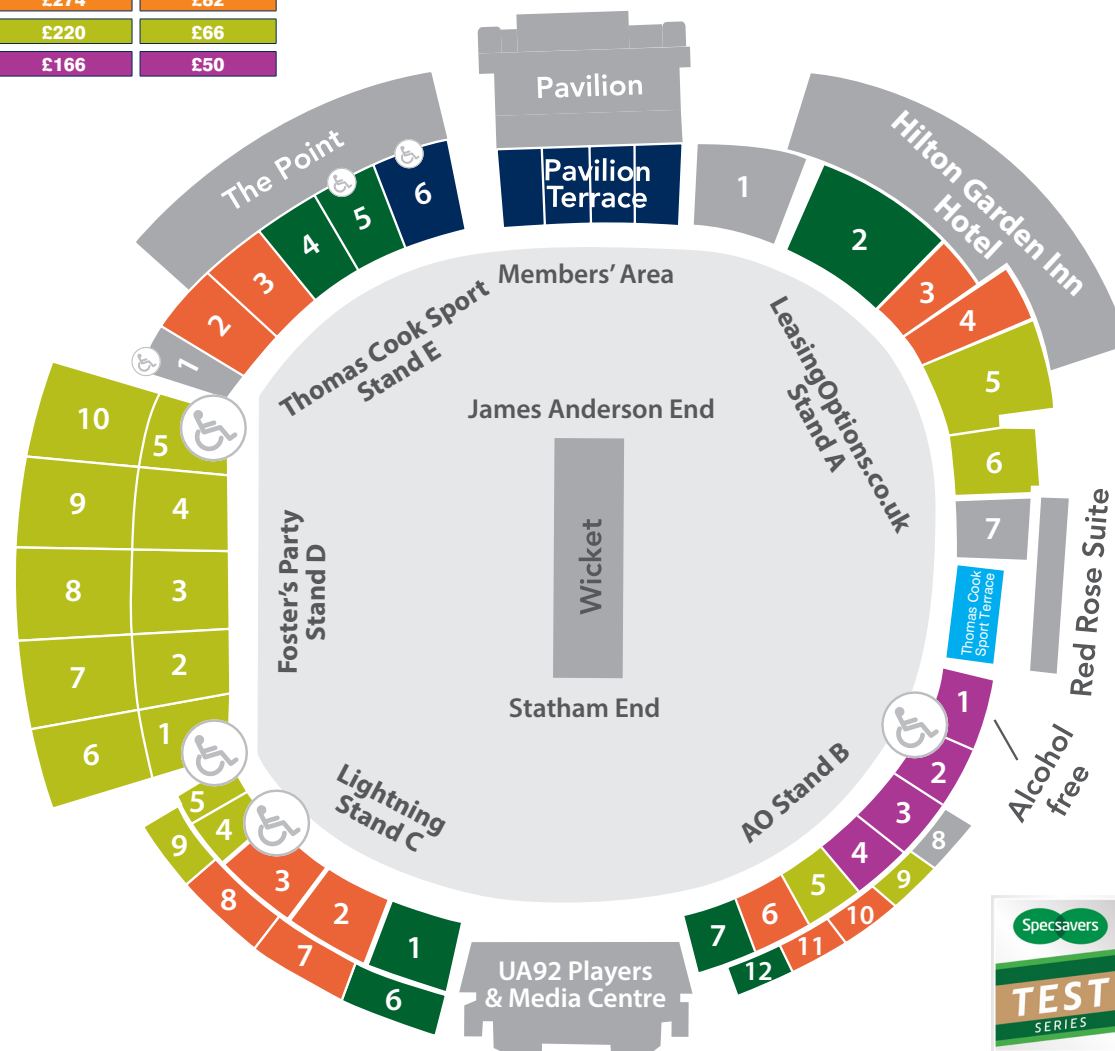 £274 £82
£220 £66
£166 £50
Pavilion
Pavilion
Terrace
The Point
Hilton Garden Inn
Hotel
6
5
4
3
2
1
1
2
3
4
5
6
7
Members' Area
Thomas Cook Sport
Stand E
LeasingOptions.co.uk
Stand A
James Anderson End
Wicket
Statham End
Foster's Party
Stand D
10
5
9
4
8
3
7
2
6
1
Thomas Cook
Sport Terrace
Red Rose Suite
Alcohol
free
Lightning
Stand C
5
4
9
3
8
2
7
1
6
AO Stand B
1
2
3
4
5
6
7
8
9
10
11
12
UA92 Players
& Media Centre
Specsavers
TEST
SERIES